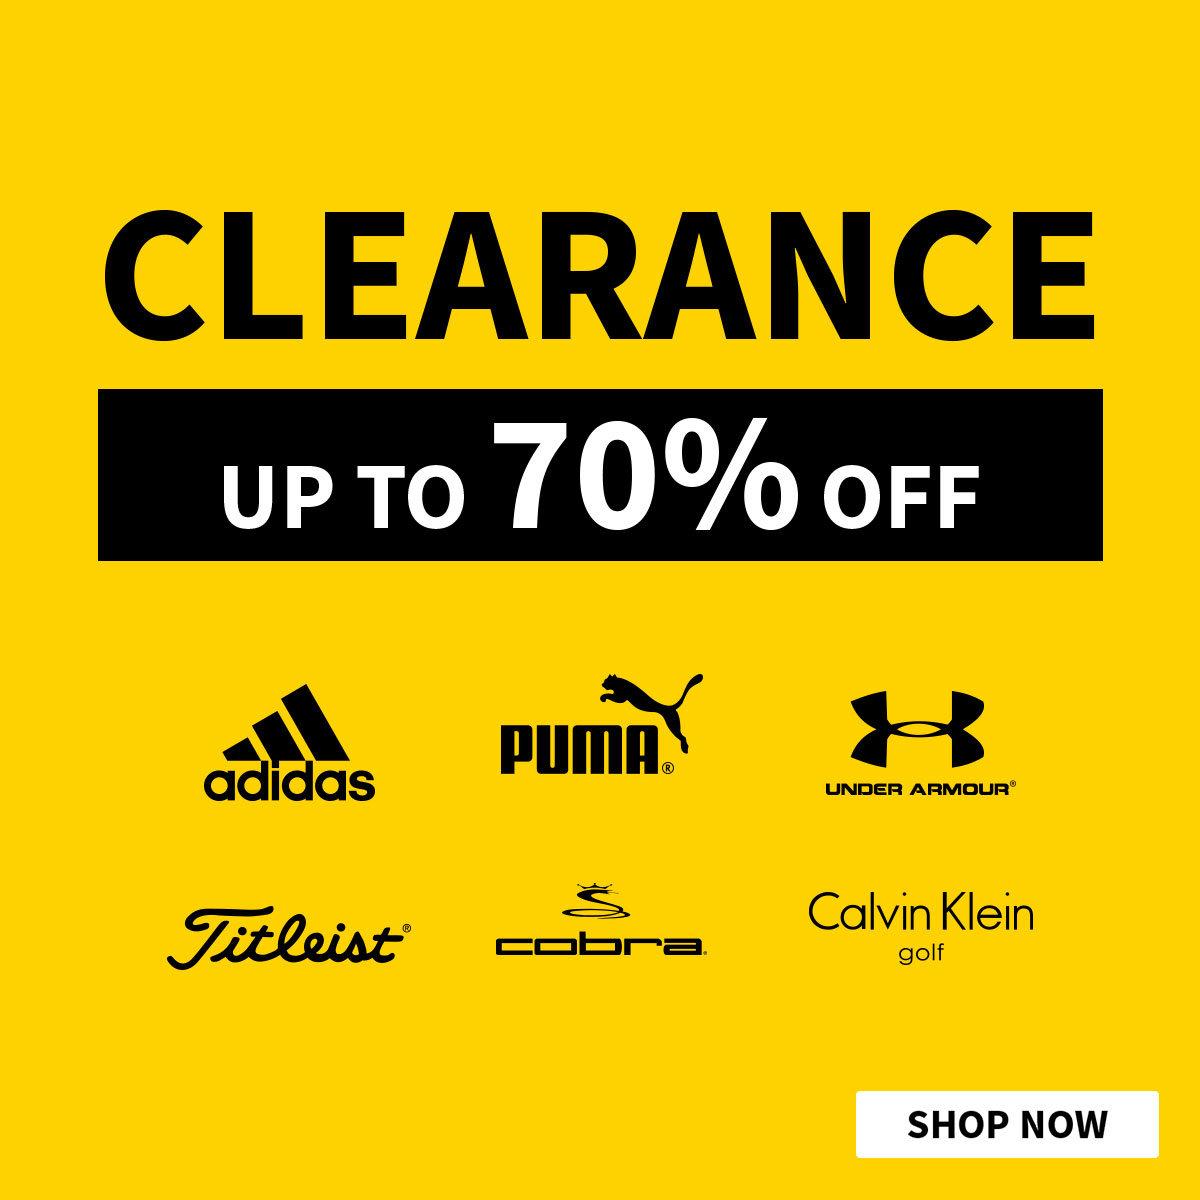 CLEARANCE
UP TO 70% OFF
adidas
PUMA®
UNDER ARMOUR®
Titleist®
cobra®
Calvin Klein
golf
SHOP NOW